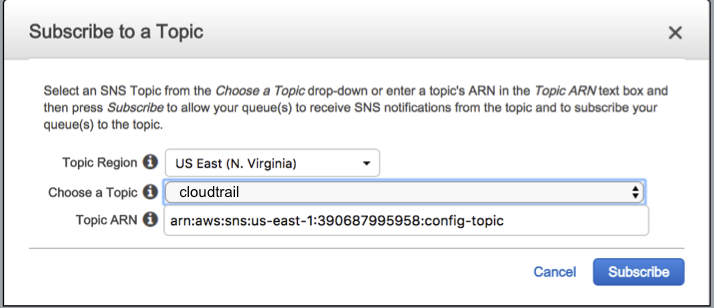 Subscribe to a Topic
Select an SNS Topic from the Choose a Topic drop-down or enter a topic's ARN in the Topic ARN text box and
then press Subscribe to allow your queue(s) to receive SNS notifications from the topic and to subscribe your
queue(s) to the topic.
Topic Region US East (N. Virginia)
Choose a Topic cloudtrail
Topic ARN arn:aws:sns:us-east-1:390687995958:config-topic
Cancel Subscribe